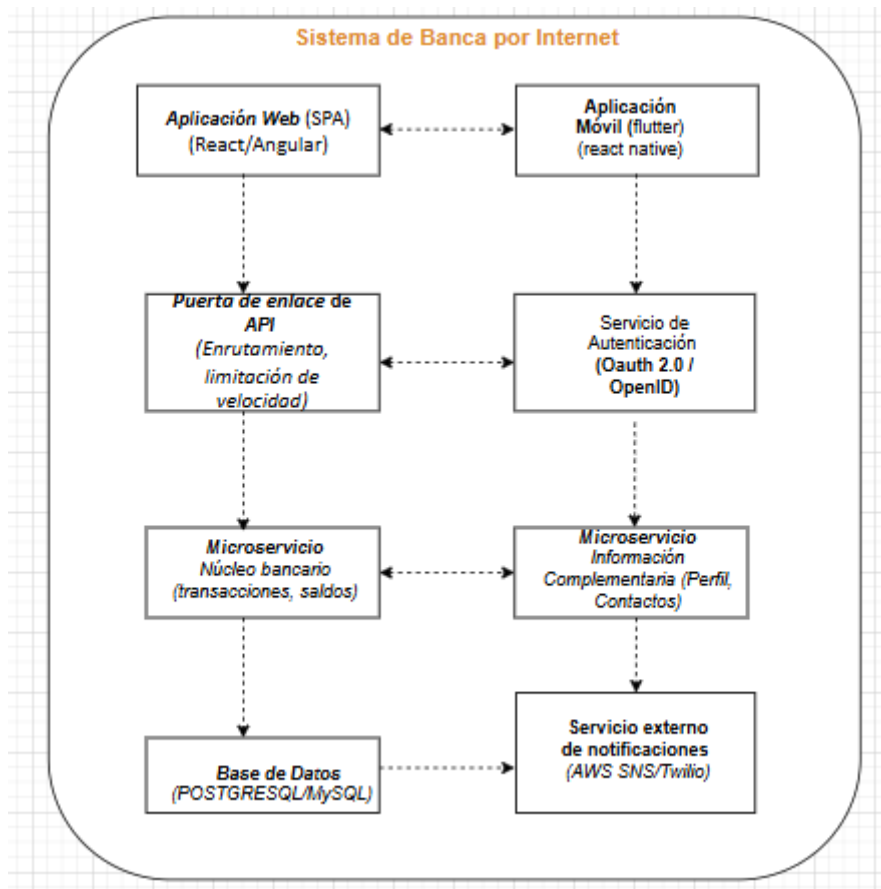 Sistema de Banca por Internet
Aplicación Web (SPA)
(React/Angular)
Aplicación
Móvil (flutter)
(react native)
Puerta de enlace de
API
(Enrutamiento,
limitación de
velocidad)
Servicio de
Autenticación
(Oauth 2.0 /
OpenID)
Microservicio
Núcleo bancario
(transacciones, saldos)
Microservicio
Información
Complementaria (Perfil,
Contactos)
Base de Datos
(POSTGRESQL/MySQL)
Servicio externo
de notificaciones
(AWS SNS/Twilio)